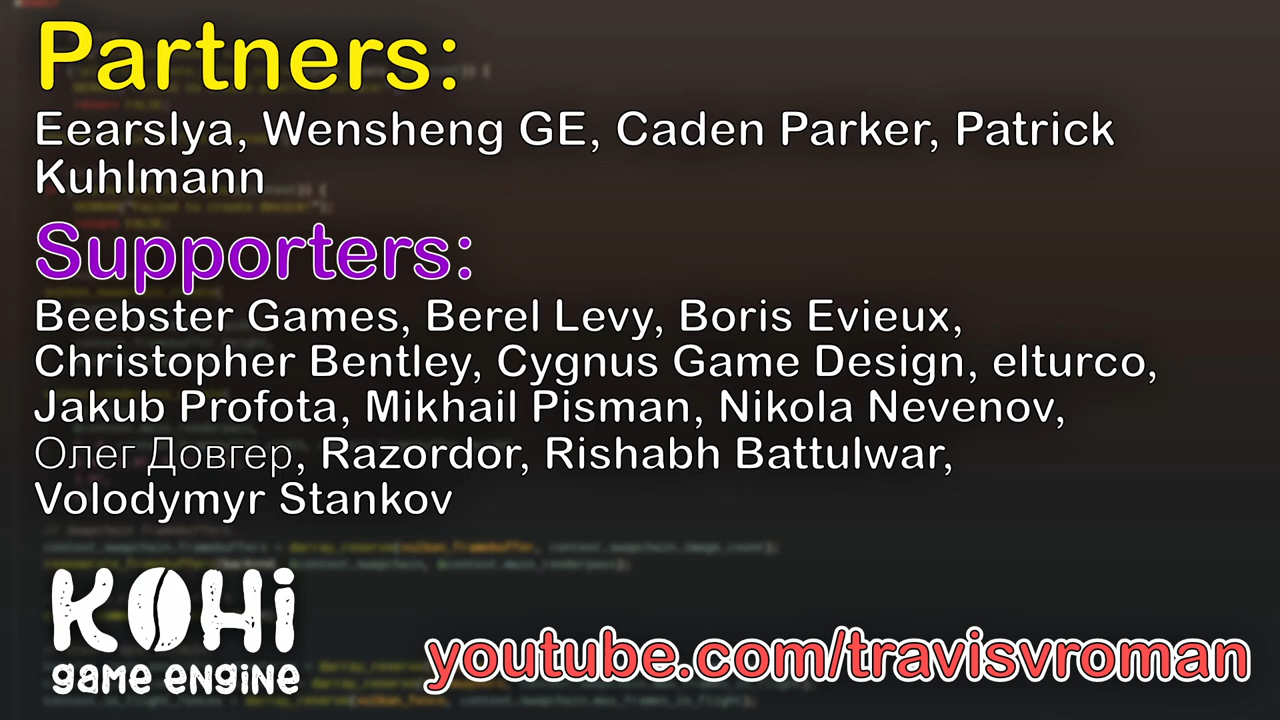 Partners:
Eearslya, Wensheng GE, Caden Parker, Patrick
Kuhlmann
Supporters:
Beebster Games, Berel Levy, Boris Evieux,
Christopher Bentley, Cygnus Game Design, elturco,
Jakub Profota, Mikhail Pisman, Nikola Nevenov,
Олег Довгер, Razordor, Rishabh Battulwar,
Volodymyr Stankov
KOHi
game engine
youtube.com/travisvroman